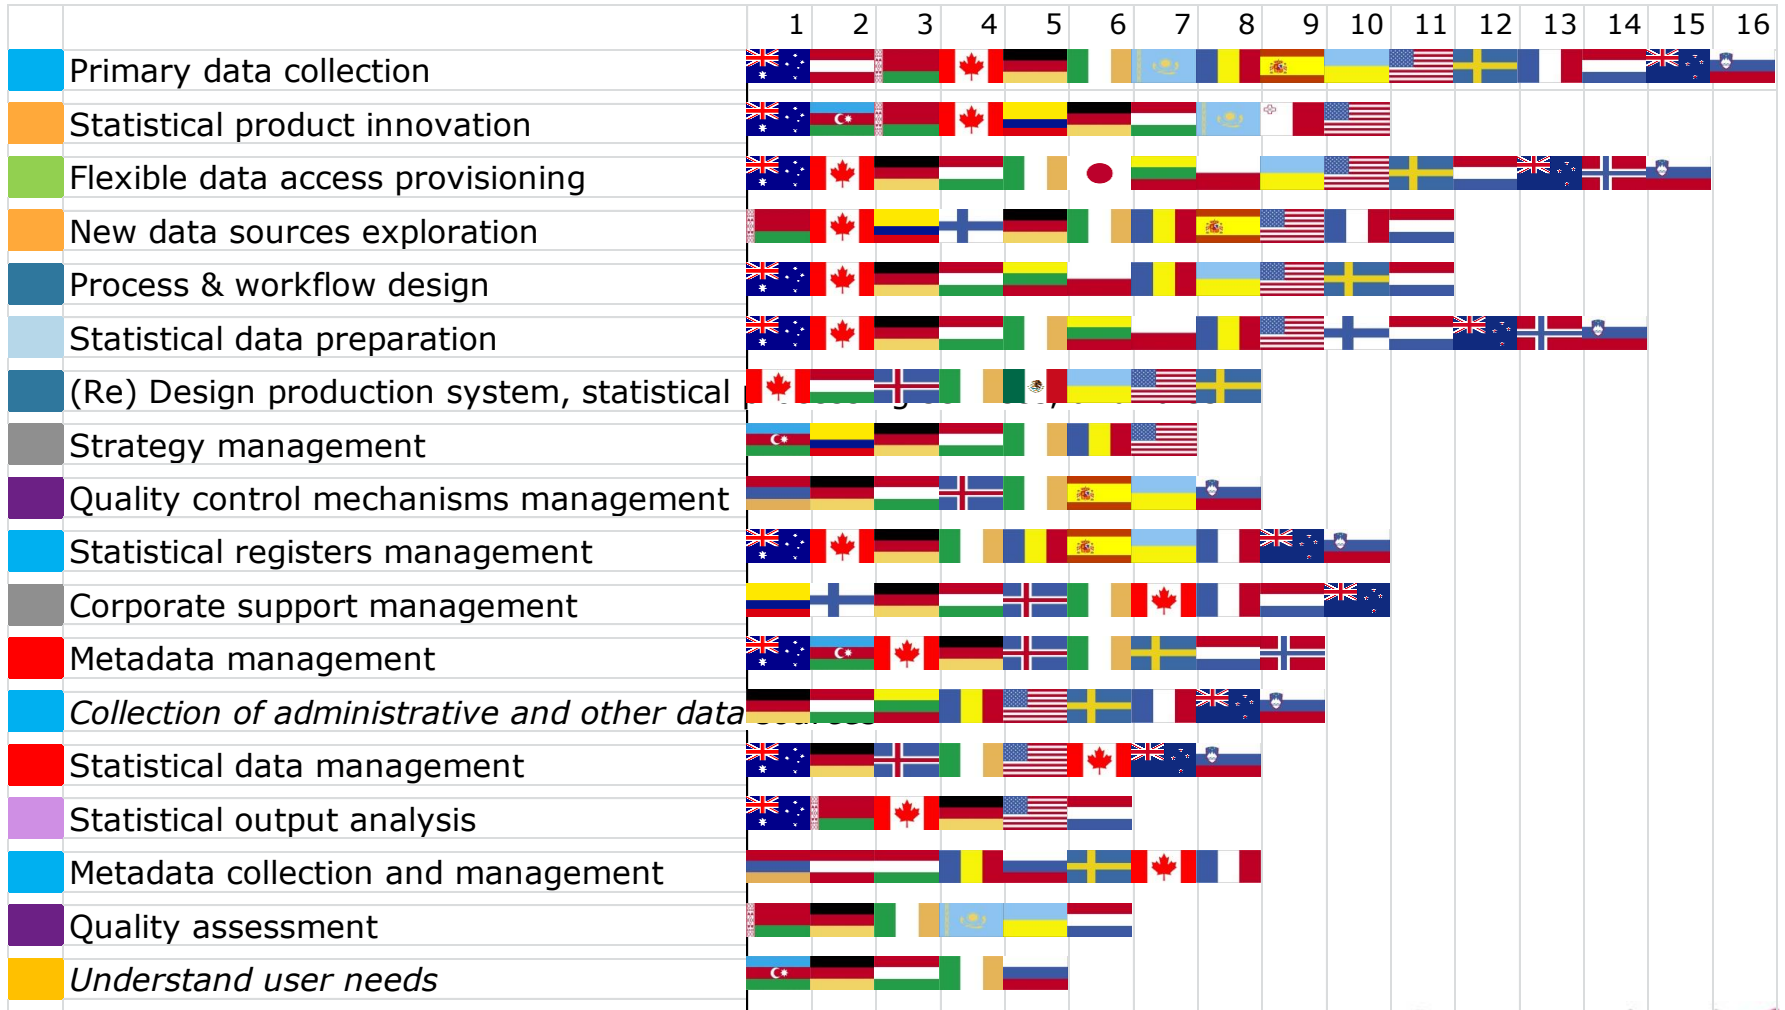 1 2 3 4 5 6 7 8 9 10 11 12 13 14 15 16
Primary data collection
Statistical product innovation
Flexible data access provisioning
New data sources exploration
Process & workflow design
Statistical data preparation
(Re) Design production system, statistical
Strategy management
Quality control mechanisms management
Statistical registers management
Corporate support management
Metadata management
Collection of administrative and other data sources
Statistical data management
Statistical output analysis
Metadata collection and management
Quality assessment
Understand user needs